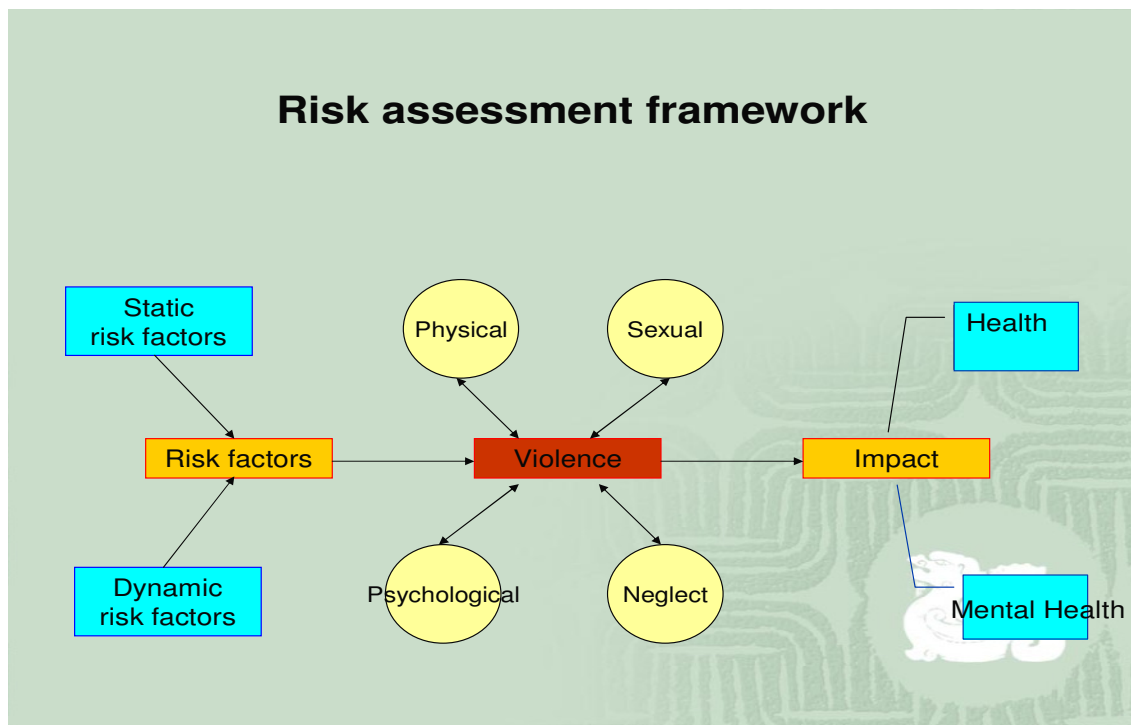 Risk assessment framework
Static
risk factors
Physical
Sexual
Health
Risk factors
Violence
Impact
Dynamic
risk factors
Psychological
Neglect
Mental Health